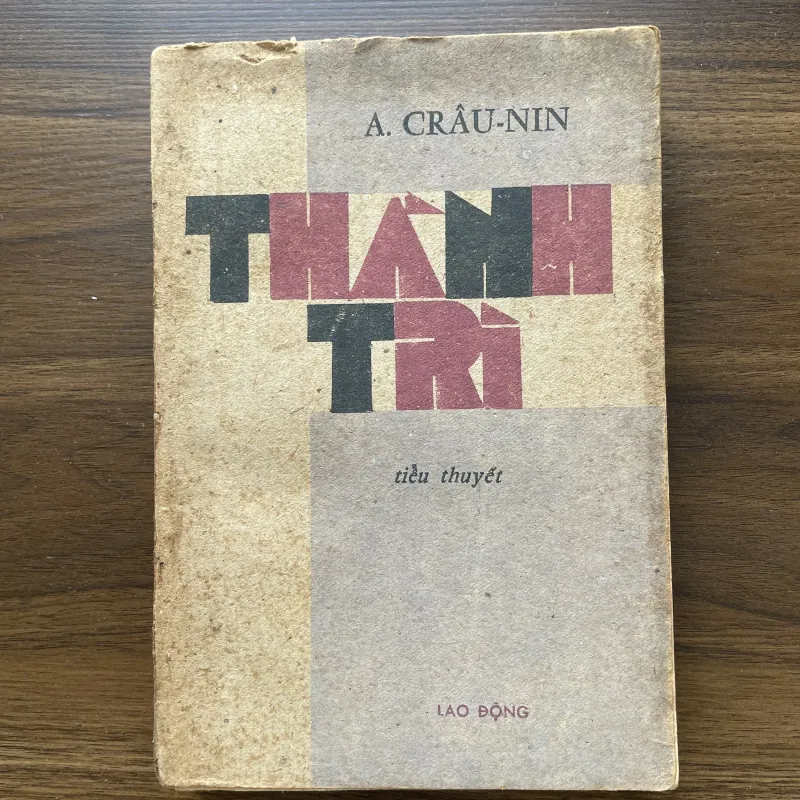 A. CRÂU-NIN
THÀNH
TRÌ
tiểu thuyết
LAO ĐỘNG